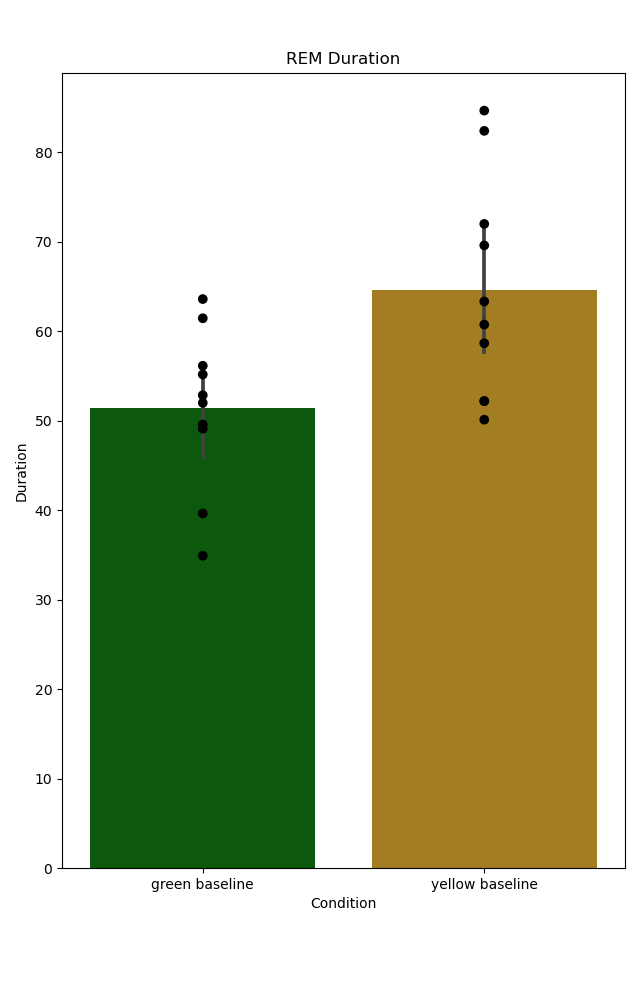 REM Duration
80
70
60
50
40
30
20
10
0
Duration
green baseline
yellow baseline
Condition